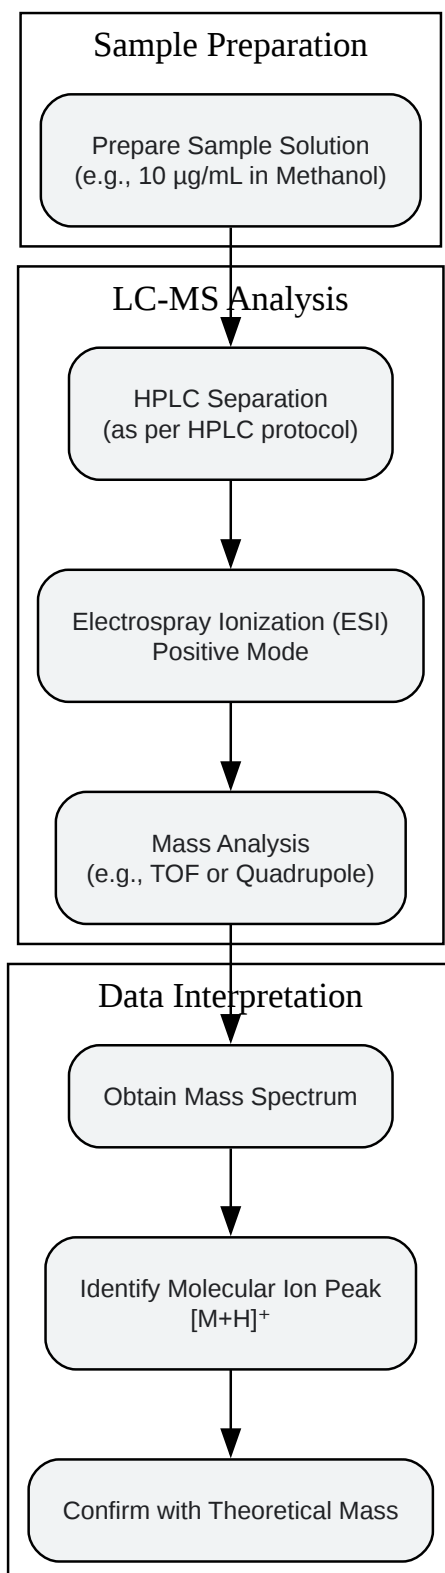 Sample Preparation
Prepare Sample Solution
(e.g., 10 µg/mL in Methanol)
LC-MS Analysis
HPLC Separation
(as per HPLC protocol)
Electrospray Ionization (ESI)
Positive Mode
Mass Analysis
(e.g., TOF or Quadrupole)
Data Interpretation
Obtain Mass Spectrum
Identify Molecular Ion Peak
[M+H]⁺
Confirm with Theoretical Mass